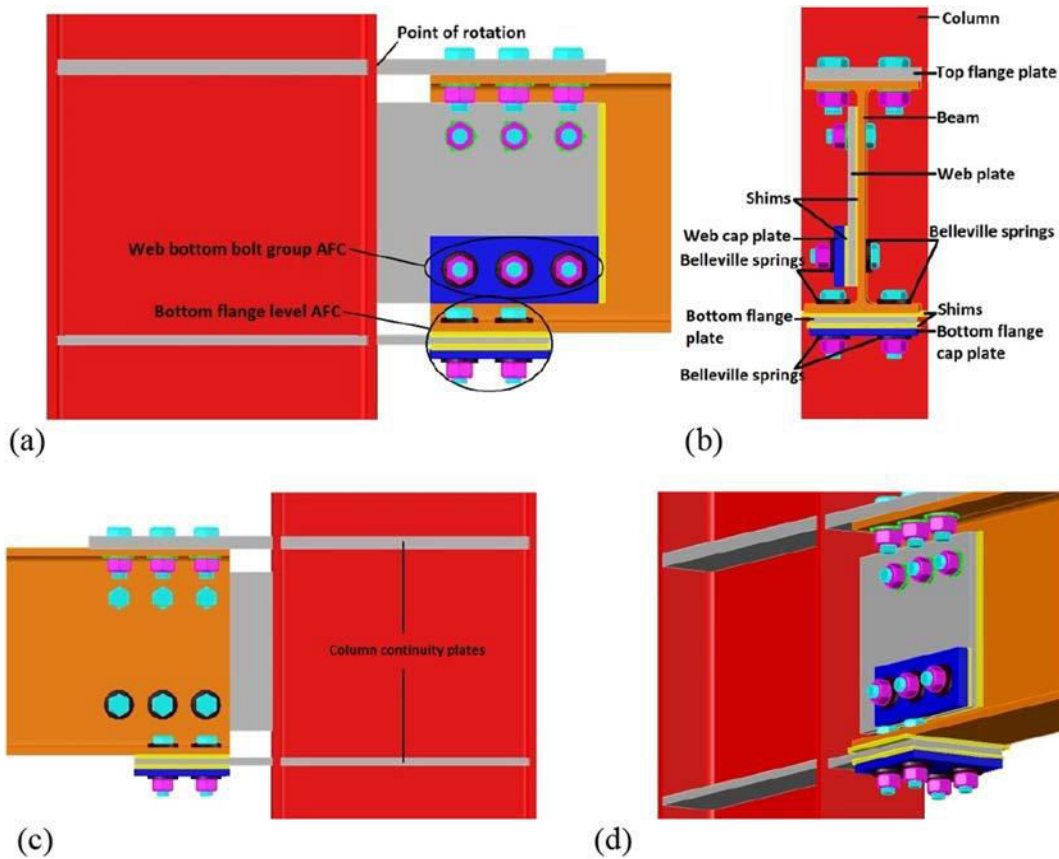 Point of rotation
Web bottom bolt group AFC
Bottom flange level AFC
(a)
Column
Top flange plate
Beam
Web plate
Shims
Web cap plate
Belleville springs
Belleville springs
Bottom flange
plate
Shims
Bottom flange
cap plate
Belleville springs
(b)
Column continuity plates
(c)
(d)